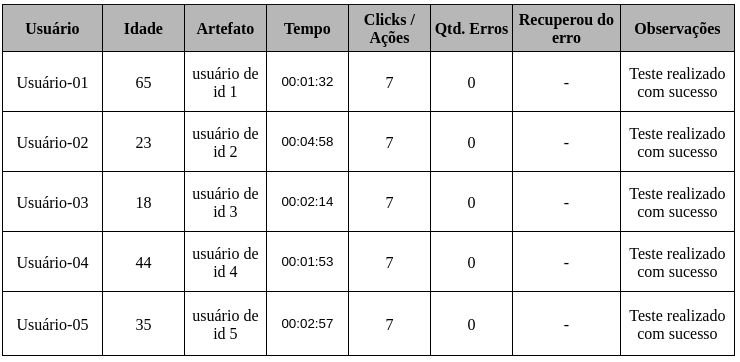 Usuário Idade Artefato Tempo Clicks / Ações Qtd. Erros Recuperou do erro Observações
Usuário-01 65 usuário de id 1 00:01:32 7 0 - Teste realizado com sucesso
Usuário-02 23 usuário de id 2 00:04:58 7 0 - Teste realizado com sucesso
Usuário-03 18 usuário de id 3 00:02:14 7 0 - Teste realizado com sucesso
Usuário-04 44 usuário de id 4 00:01:53 7 0 - Teste realizado com sucesso
Usuário-05 35 usuário de id 5 00:02:57 7 0 - Teste realizado com sucesso